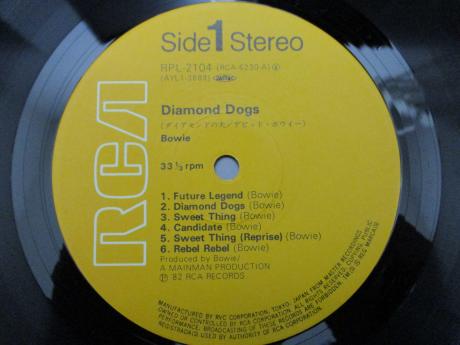 Side 1 Stereo
RPL-2104 (RCA-6230-A)
(AYL1-3889)
Diamond Dogs
(ダイアモンドの犬/デビッド・ボウイー)
Bowie
33 1/3 rpm
1. Future Legend (Bowie)
2. Diamond Dogs (Bowie)
3. Sweet Thing (Bowie)
4. Candidate (Bowie)
5. Sweet Thing (Reprise) (Bowie)
6. Rebel Rebel (Bowie)
Produced by Bowie/
A MAINMAN PRODUCTION
Ⓟ '82 RCA RECORDS
RCA
MANUFACTURED BY RVC CORPORATION, TOKYO, JAPAN FROM MASTER RECORDINGS
OWNED OR CONTROLLED BY RCA CORPORATION. ALL RIGHTS RESERVED. COPYING, PUBLIC
PERFORMANCE, BROADCASTING OF THESE RECORDS ARE FORBIDDEN. TM(S) ® MARCA(S)
REGISTRADA(S) USED BY AUTHORITY OF RCA CORPORATION.